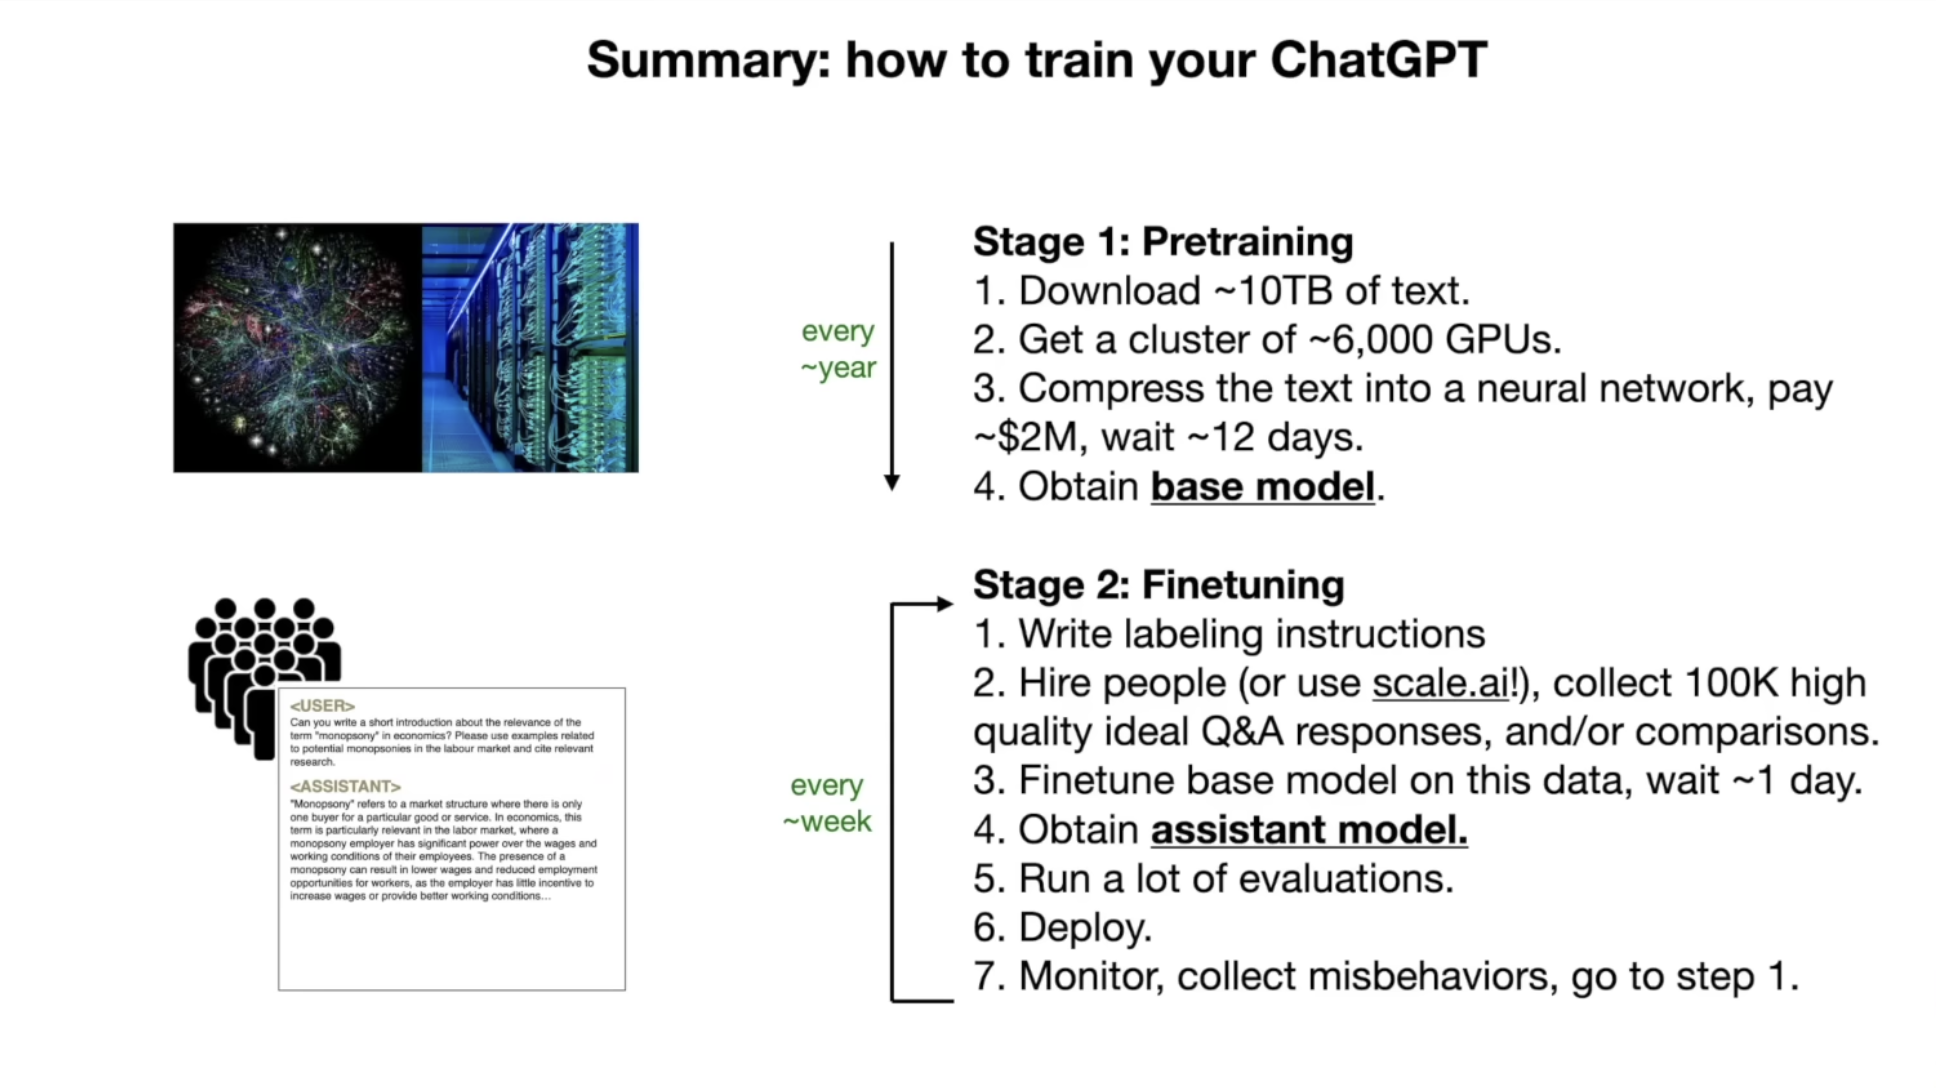 Summary: how to train your ChatGPT
every
~year
Stage 1: Pretraining
1. Download ~10TB of text.
2. Get a cluster of ~6,000 GPUs.
3. Compress the text into a neural network, pay
~$2M, wait ~12 days.
4. Obtain base model.
<USER>
Can you write a short introduction about the relevance of the
term "monopsony" in economics? Please use examples related
to potential monopsonies in the labour market and cite relevant
research.
<ASSISTANT>
"Monopsony" refers to a market structure where there is only
one buyer for a particular good or service. In economics, this
term is particularly relevant in the labor market, where a
monopsony employer has significant power over the wages and
working conditions of their employees. The presence of a
monopsony can result in lower wages and reduced employment
opportunities for workers, as the employer has little incentive to
increase wages or provide better working conditions...
every
~week
Stage 2: Finetuning
1. Write labeling instructions
2. Hire people (or use scale.ai!), collect 100K high
quality ideal Q&A responses, and/or comparisons.
3. Finetune base model on this data, wait ~1 day.
4. Obtain assistant model.
5. Run a lot of evaluations.
6. Deploy.
7. Monitor, collect misbehaviors, go to step 1.